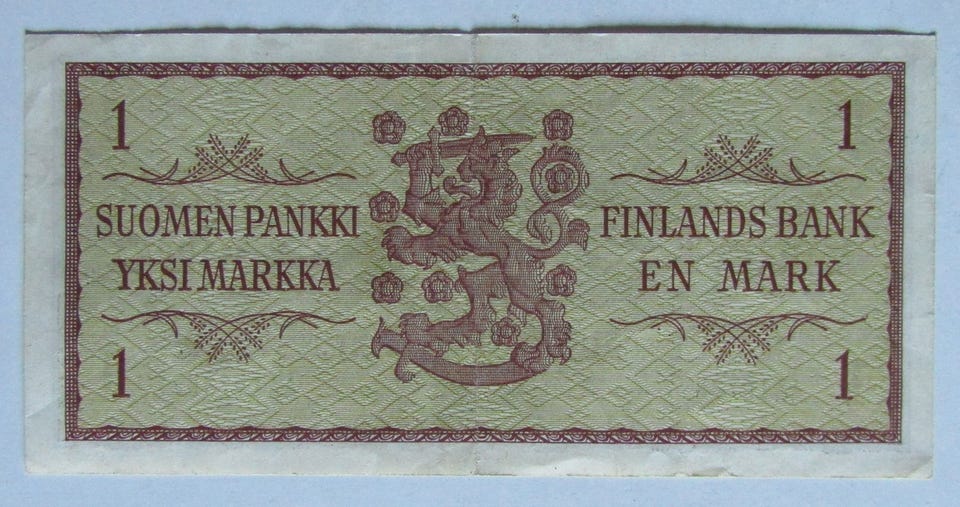 1 1
SUOMEN PANKKI
YKSI MARKKA
FINLANDS BANK
EN MARK
1 1